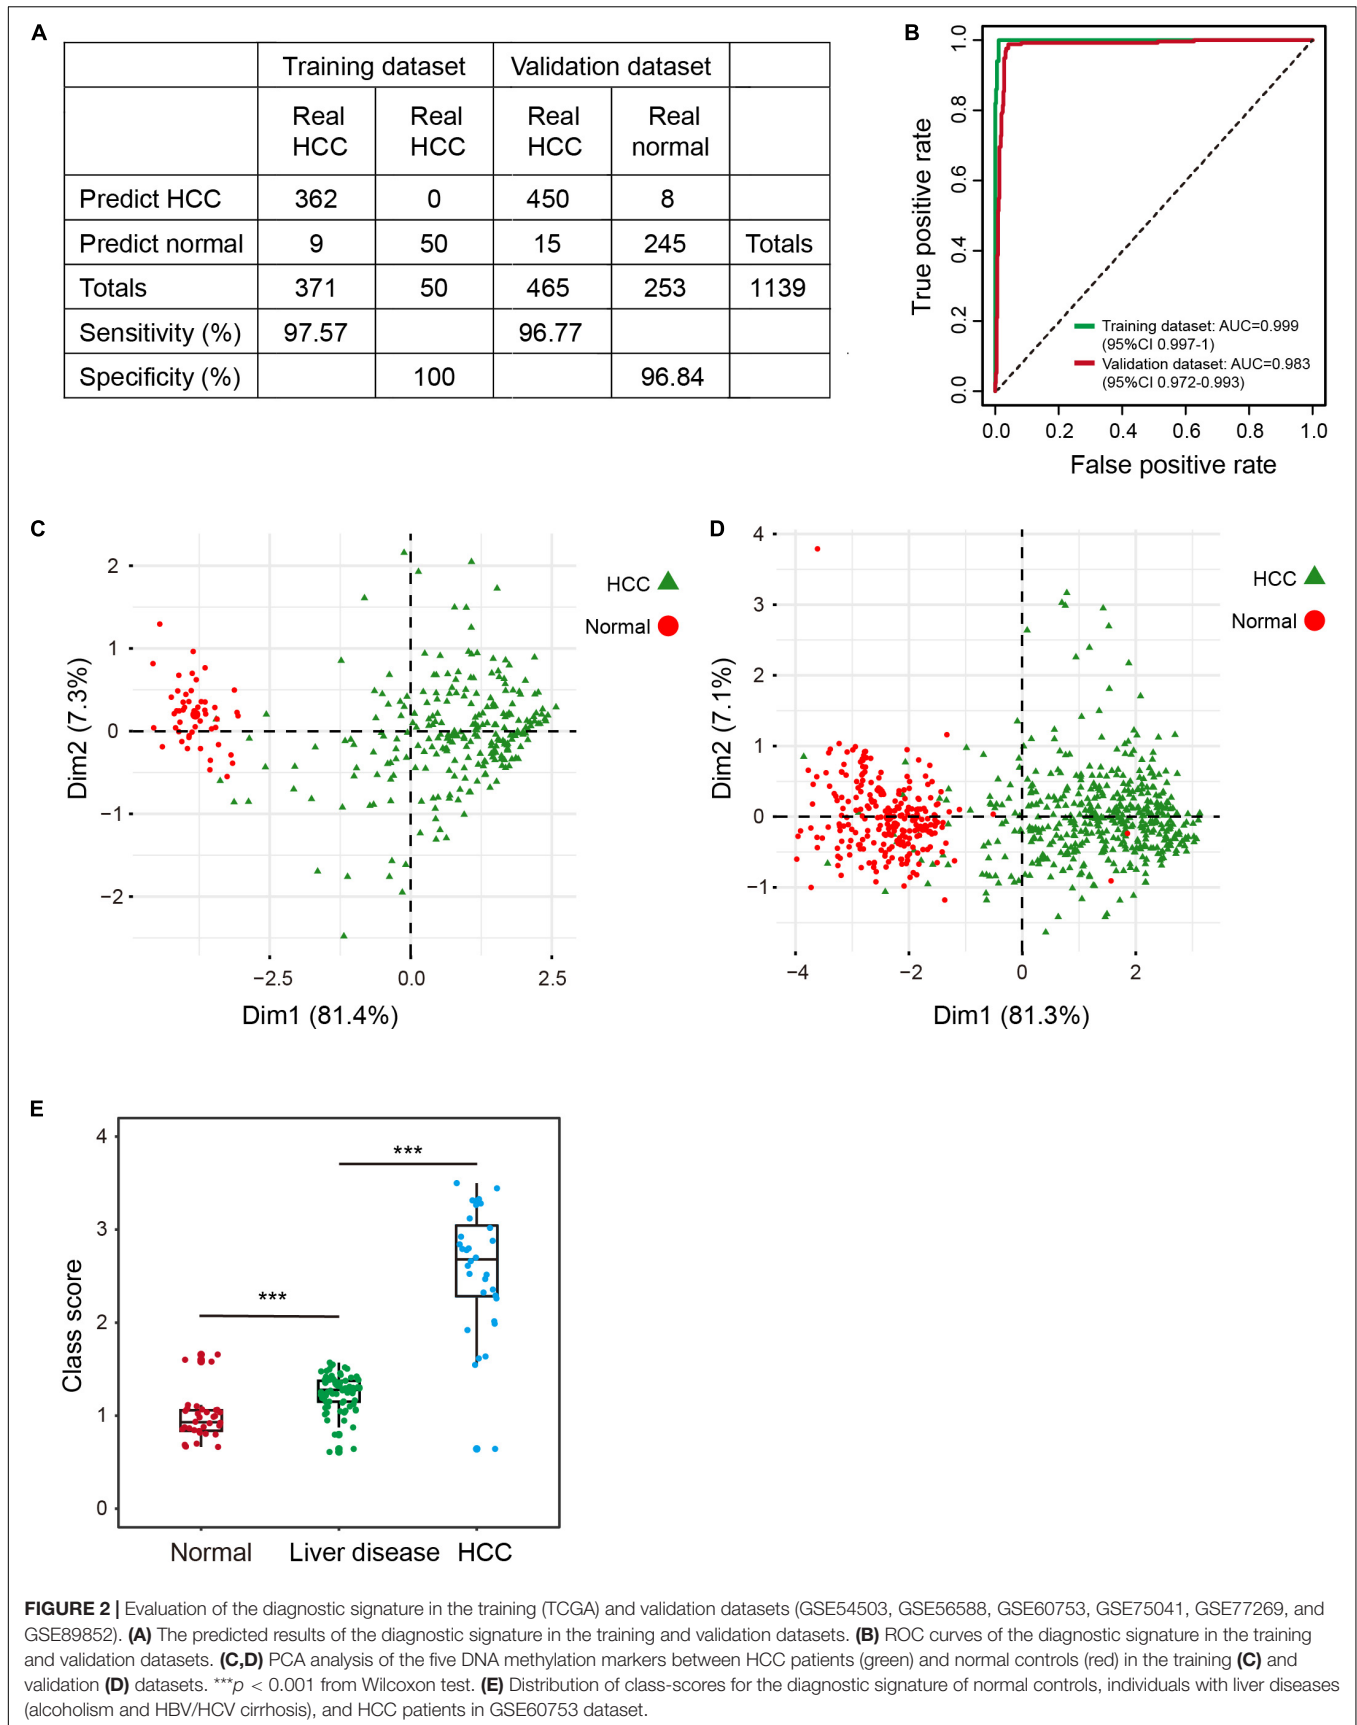 A
Training dataset Validation dataset
Real HCC Real HCC Real HCC Real normal
Predict HCC 362 0 450 8
Predict normal 9 50 15 245 Totals
Totals 371 50 465 253 1139
Sensitivity (%) 97.57 96.77
Specificity (%) 100 96.84
B
True positive rate
1.0
0.8
0.6
0.4
0.2
0.0
Training dataset: AUC=0.999
(95%CI 0.997-1)
Validation dataset: AUC=0.983
(95%CI 0.972-0.993)
0.0 0.2 0.4 0.6 0.8 1.0
False positive rate
C
Dim2 (7.3%)
2
1
0
−1
−2
HCC
Normal
−2.5 0.0 2.5
Dim1 (81.4%)
D
Dim2 (7.1%)
4
3
2
1
0
−1
HCC
Normal
−4 −2 0 2
Dim1 (81.3%)
E
Class score
4
3
2
1
0
***
***
Normal Liver disease HCC
FIGURE 2 | Evaluation of the diagnostic signature in the training (TCGA) and validation datasets (GSE54503, GSE56588, GSE60753, GSE75041, GSE77269, and
GSE89852). (A) The predicted results of the diagnostic signature in the training and validation datasets. (B) ROC curves of the diagnostic signature in the training
and validation datasets. (C,D) PCA analysis of the five DNA methylation markers between HCC patients (green) and normal controls (red) in the training (C) and
validation (D) datasets. ***p < 0.001 from Wilcoxon test. (E) Distribution of class-scores for the diagnostic signature of normal controls, individuals with liver diseases
(alcoholism and HBV/HCV cirrhosis), and HCC patients in GSE60753 dataset.